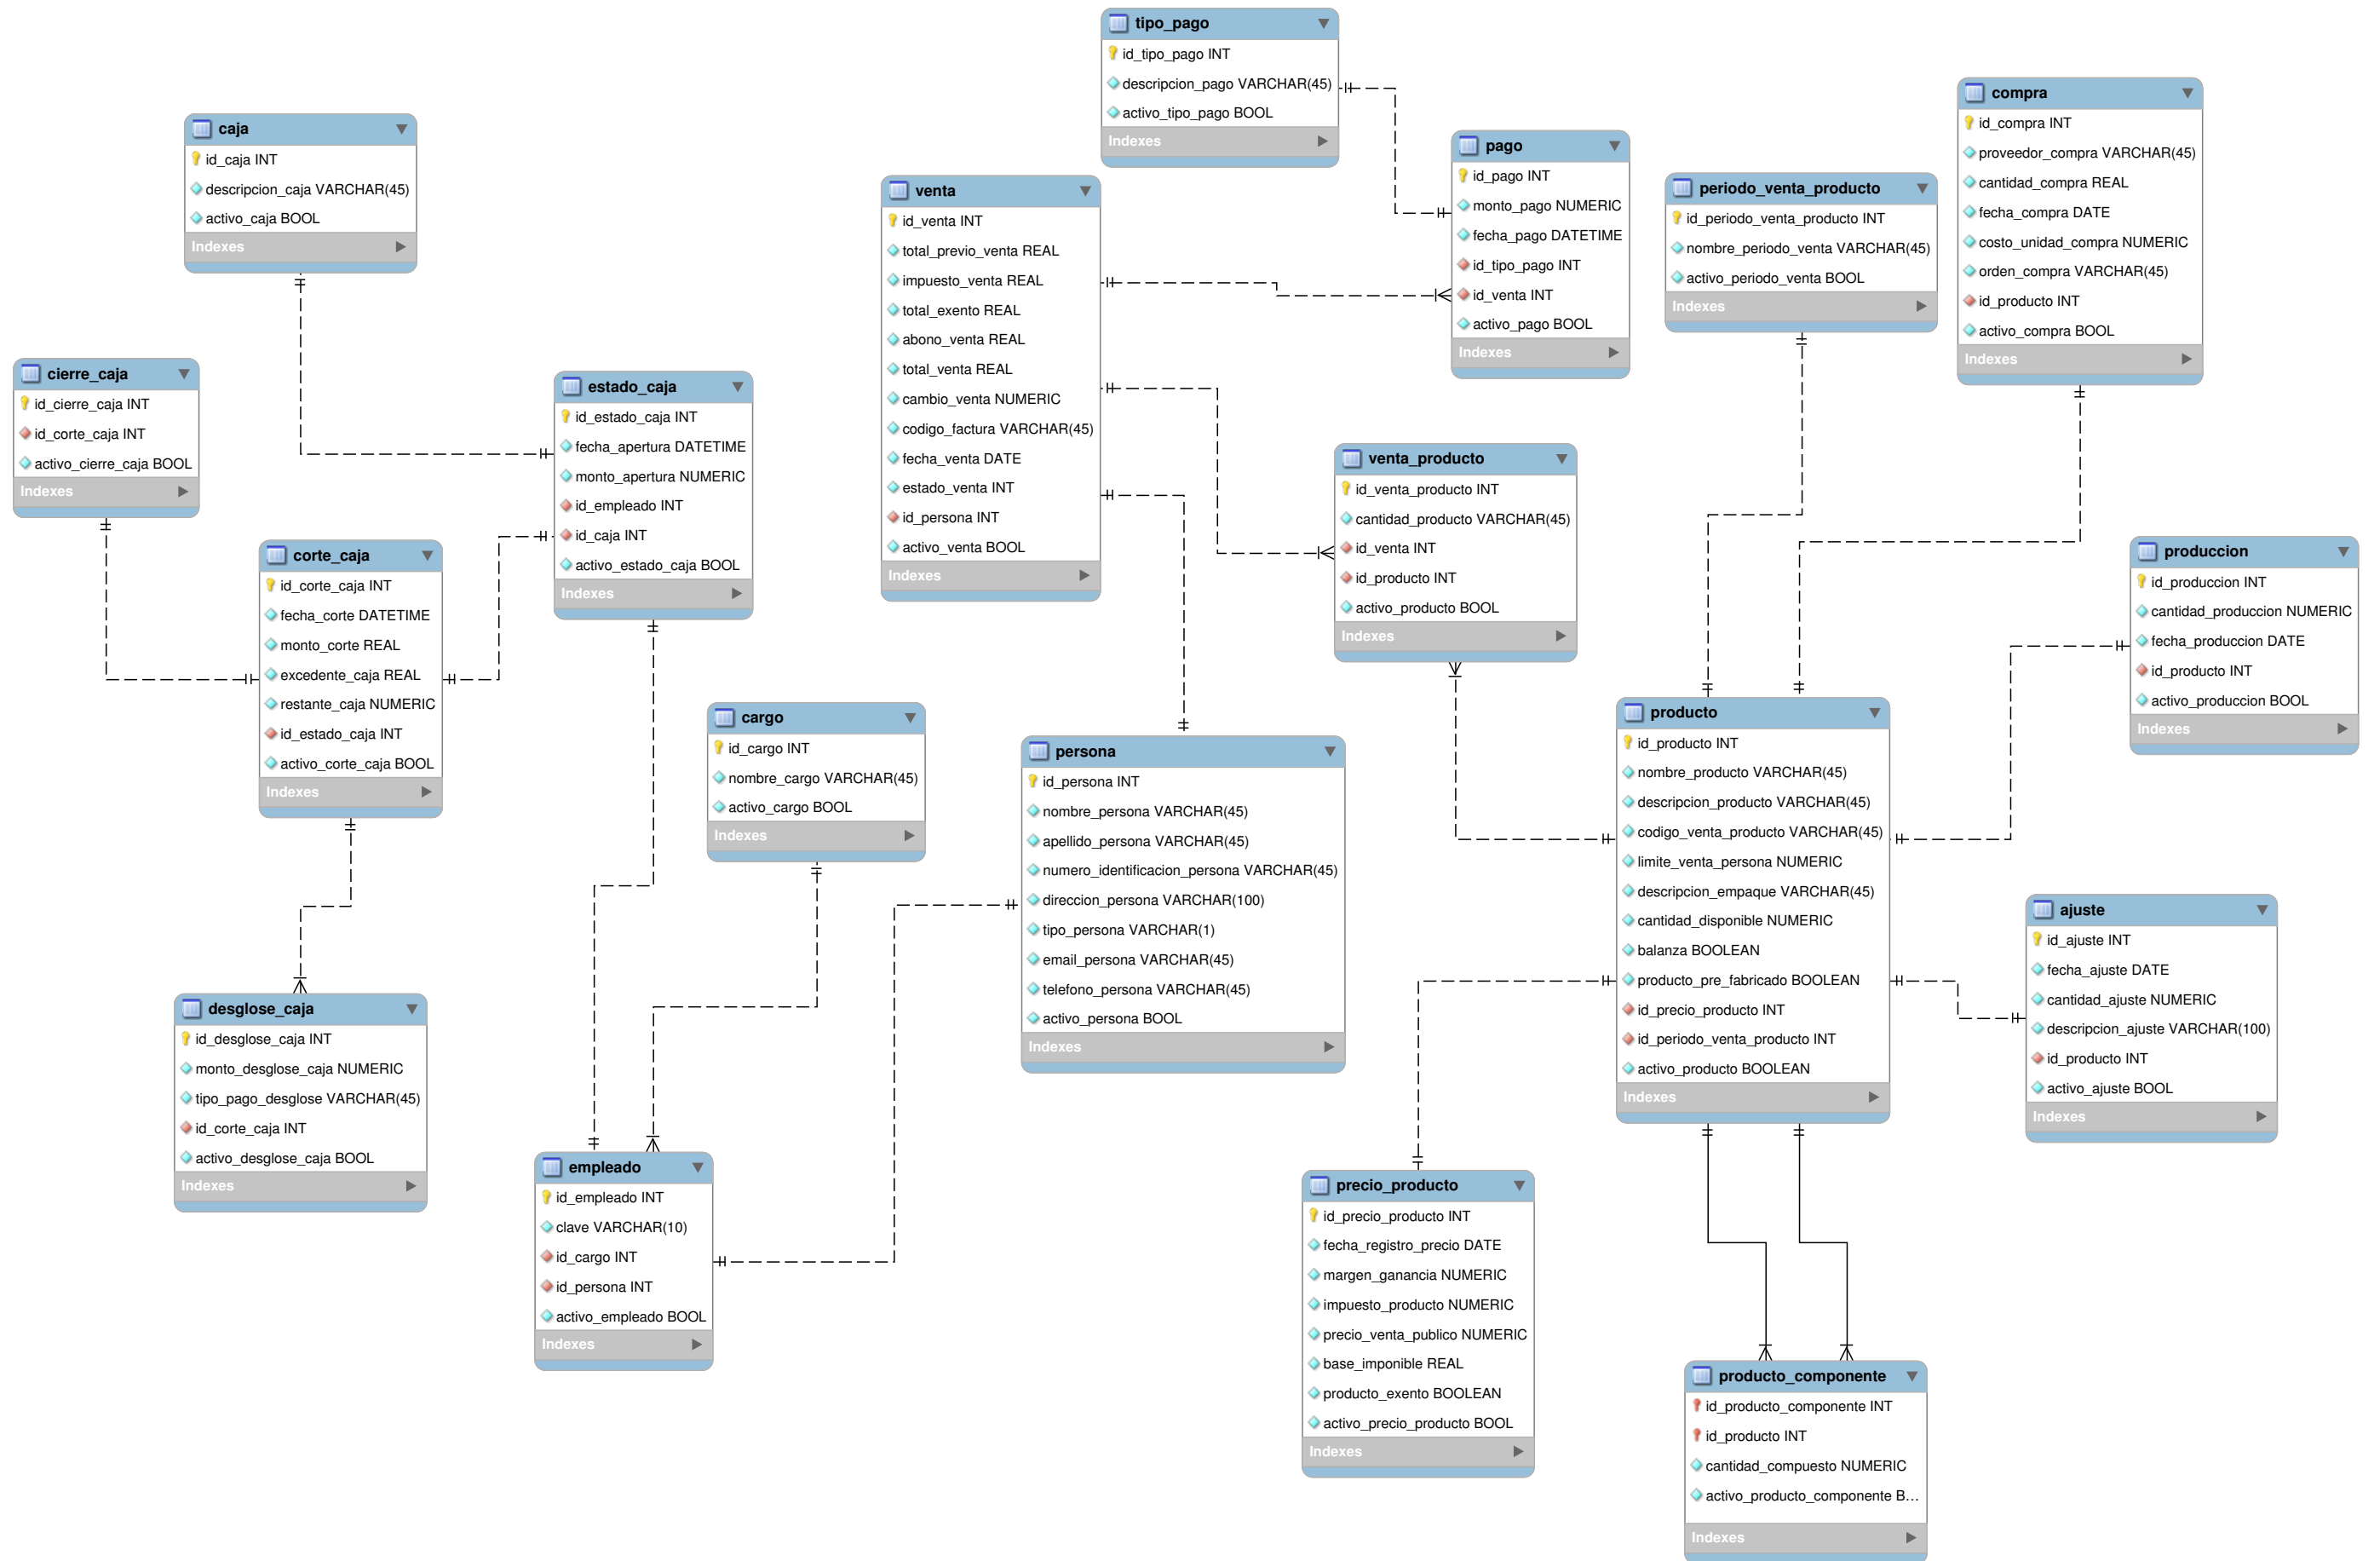 tipo_pago
id_tipo_pago INT
descripcion_pago VARCHAR(45)
activo_tipo_pago BOOL
Indexes
compra
id_compra INT
proveedor_compra VARCHAR(45)
cantidad_compra REAL
fecha_compra DATE
costo_unidad_compra NUMERIC
orden_compra VARCHAR(45)
id_producto INT
activo_compra BOOL
Indexes
caja
id_caja INT
descripcion_caja VARCHAR(45)
activo_caja BOOL
Indexes
pago
id_pago INT
monto_pago NUMERIC
fecha_pago DATETIME
id_tipo_pago INT
id_venta INT
activo_pago BOOL
Indexes
venta
id_venta INT
total_previo_venta REAL
impuesto_venta REAL
total_exento REAL
abono_venta REAL
total_venta REAL
cambio_venta NUMERIC
codigo_factura VARCHAR(45)
fecha_venta DATE
estado_venta INT
id_persona INT
activo_venta BOOL
Indexes
periodo_venta_producto
id_periodo_venta_producto INT
nombre_periodo_venta VARCHAR(45)
activo_periodo_venta BOOL
Indexes
cierre_caja
id_cierre_caja INT
id_corte_caja INT
activo_cierre_caja BOOL
Indexes
estado_caja
id_estado_caja INT
fecha_apertura DATETIME
monto_apertura NUMERIC
id_empleado INT
id_caja INT
activo_estado_caja BOOL
Indexes
venta_producto
id_venta_producto INT
cantidad_producto VARCHAR(45)
id_venta INT
id_producto INT
activo_producto BOOL
Indexes
corte_caja
id_corte_caja INT
fecha_corte DATETIME
monto_corte REAL
excedente_caja REAL
restante_caja NUMERIC
id_estado_caja INT
activo_corte_caja BOOL
Indexes
produccion
id_produccion INT
cantidad_produccion NUMERIC
fecha_produccion DATE
id_producto INT
activo_produccion BOOL
Indexes
cargo
id_cargo INT
nombre_cargo VARCHAR(45)
activo_cargo BOOL
Indexes
persona
id_persona INT
nombre_persona VARCHAR(45)
apellido_persona VARCHAR(45)
numero_identificacion_persona VARCHAR(45)
direccion_persona VARCHAR(100)
tipo_persona VARCHAR(1)
email_persona VARCHAR(45)
telefono_persona VARCHAR(45)
activo_persona BOOL
Indexes
producto
id_producto INT
nombre_producto VARCHAR(45)
descripcion_producto VARCHAR(45)
codigo_venta_producto VARCHAR(45)
limite_venta_persona NUMERIC
descripcion_empaque VARCHAR(45)
cantidad_disponible NUMERIC
balanza BOOLEAN
producto_pre_fabricado BOOLEAN
id_precio_producto INT
id_periodo_venta_producto INT
activo_producto BOOLEAN
Indexes
ajuste
id_ajuste INT
fecha_ajuste DATE
cantidad_ajuste NUMERIC
descripcion_ajuste VARCHAR(100)
id_producto INT
activo_ajuste BOOL
Indexes
desglose_caja
id_desglose_caja INT
monto_desglose_caja NUMERIC
tipo_pago_desglose VARCHAR(45)
id_corte_caja INT
activo_desglose_caja BOOL
Indexes
empleado
id_empleado INT
clave VARCHAR(10)
id_cargo INT
id_persona INT
activo_empleado BOOL
Indexes
precio_producto
id_precio_producto INT
fecha_registro_precio DATE
margen_ganancia NUMERIC
impuesto_producto NUMERIC
precio_venta_publico NUMERIC
base_imponible REAL
producto_exento BOOLEAN
activo_precio_producto BOOL
Indexes
producto_componente
id_producto_componente INT
id_producto INT
cantidad_compuesto NUMERIC
activo_producto_componente B...
Indexes